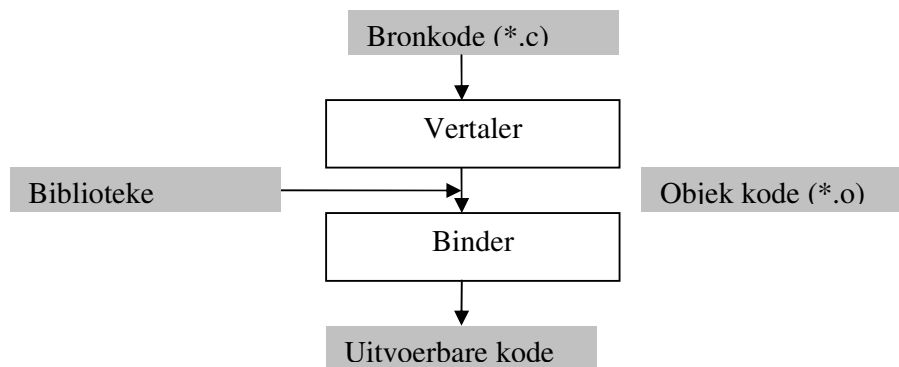 Bronkode (*.c)
Vertaler
Biblioteke
Objek kode (*.o)
Binder
Uitvoerbare kode